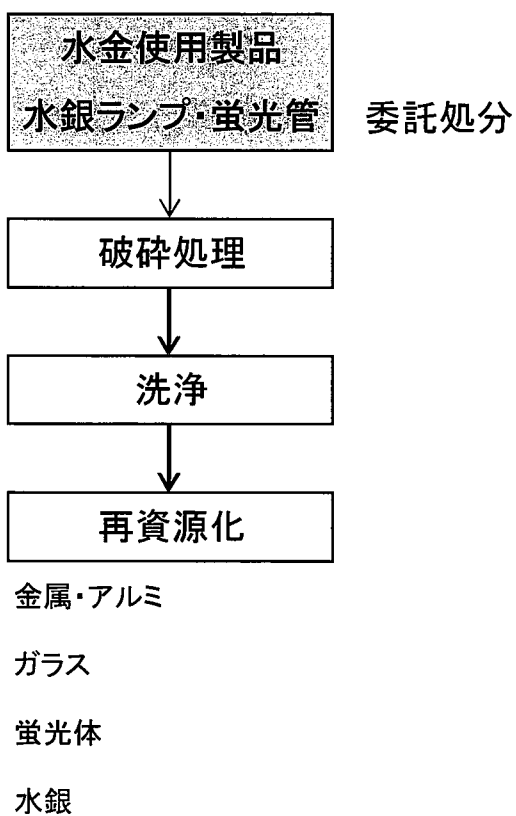 水金使用製品
水銀ランプ・蛍光管
委託処分
破砕処理
洗浄
再資源化
金属・アルミ
ガラス
蛍光体
水銀